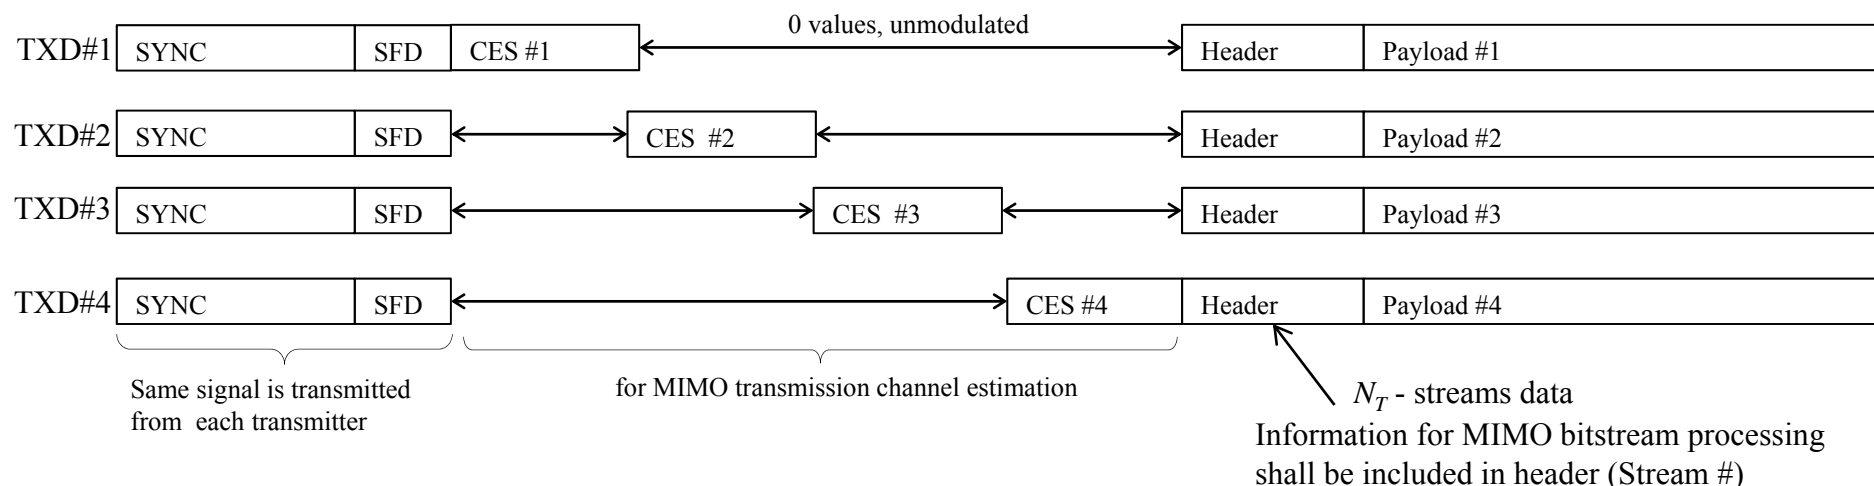 0 values, unmodulated
TXD#1 SYNC SFD CES #1 Header Payload #1
TXD#2 SYNC SFD CES #2 Header Payload #2
TXD#3 SYNC SFD CES #3 Header Payload #3
TXD#4 SYNC SFD CES #4 Header Payload #4
Same signal is transmitted
from each transmitter
for MIMO transmission channel estimation
N_T - streams data
Information for MIMO bitstream processing
shall be included in header (Stream #)